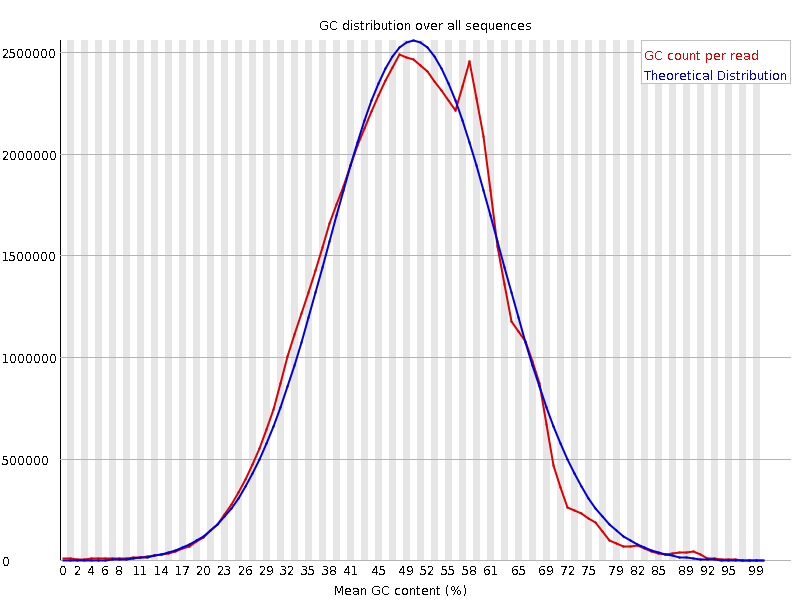 GC distribution over all sequences
GC count per read
Theoretical Distribution
2500000
2000000
1500000
1000000
500000
0
0 2 4 6 8 11 14 17 20 23 26 29 32 35 38 41 45 49 52 55 58 61 65 69 72 75 79 82 85 89 92 95 99
Mean GC content (%)